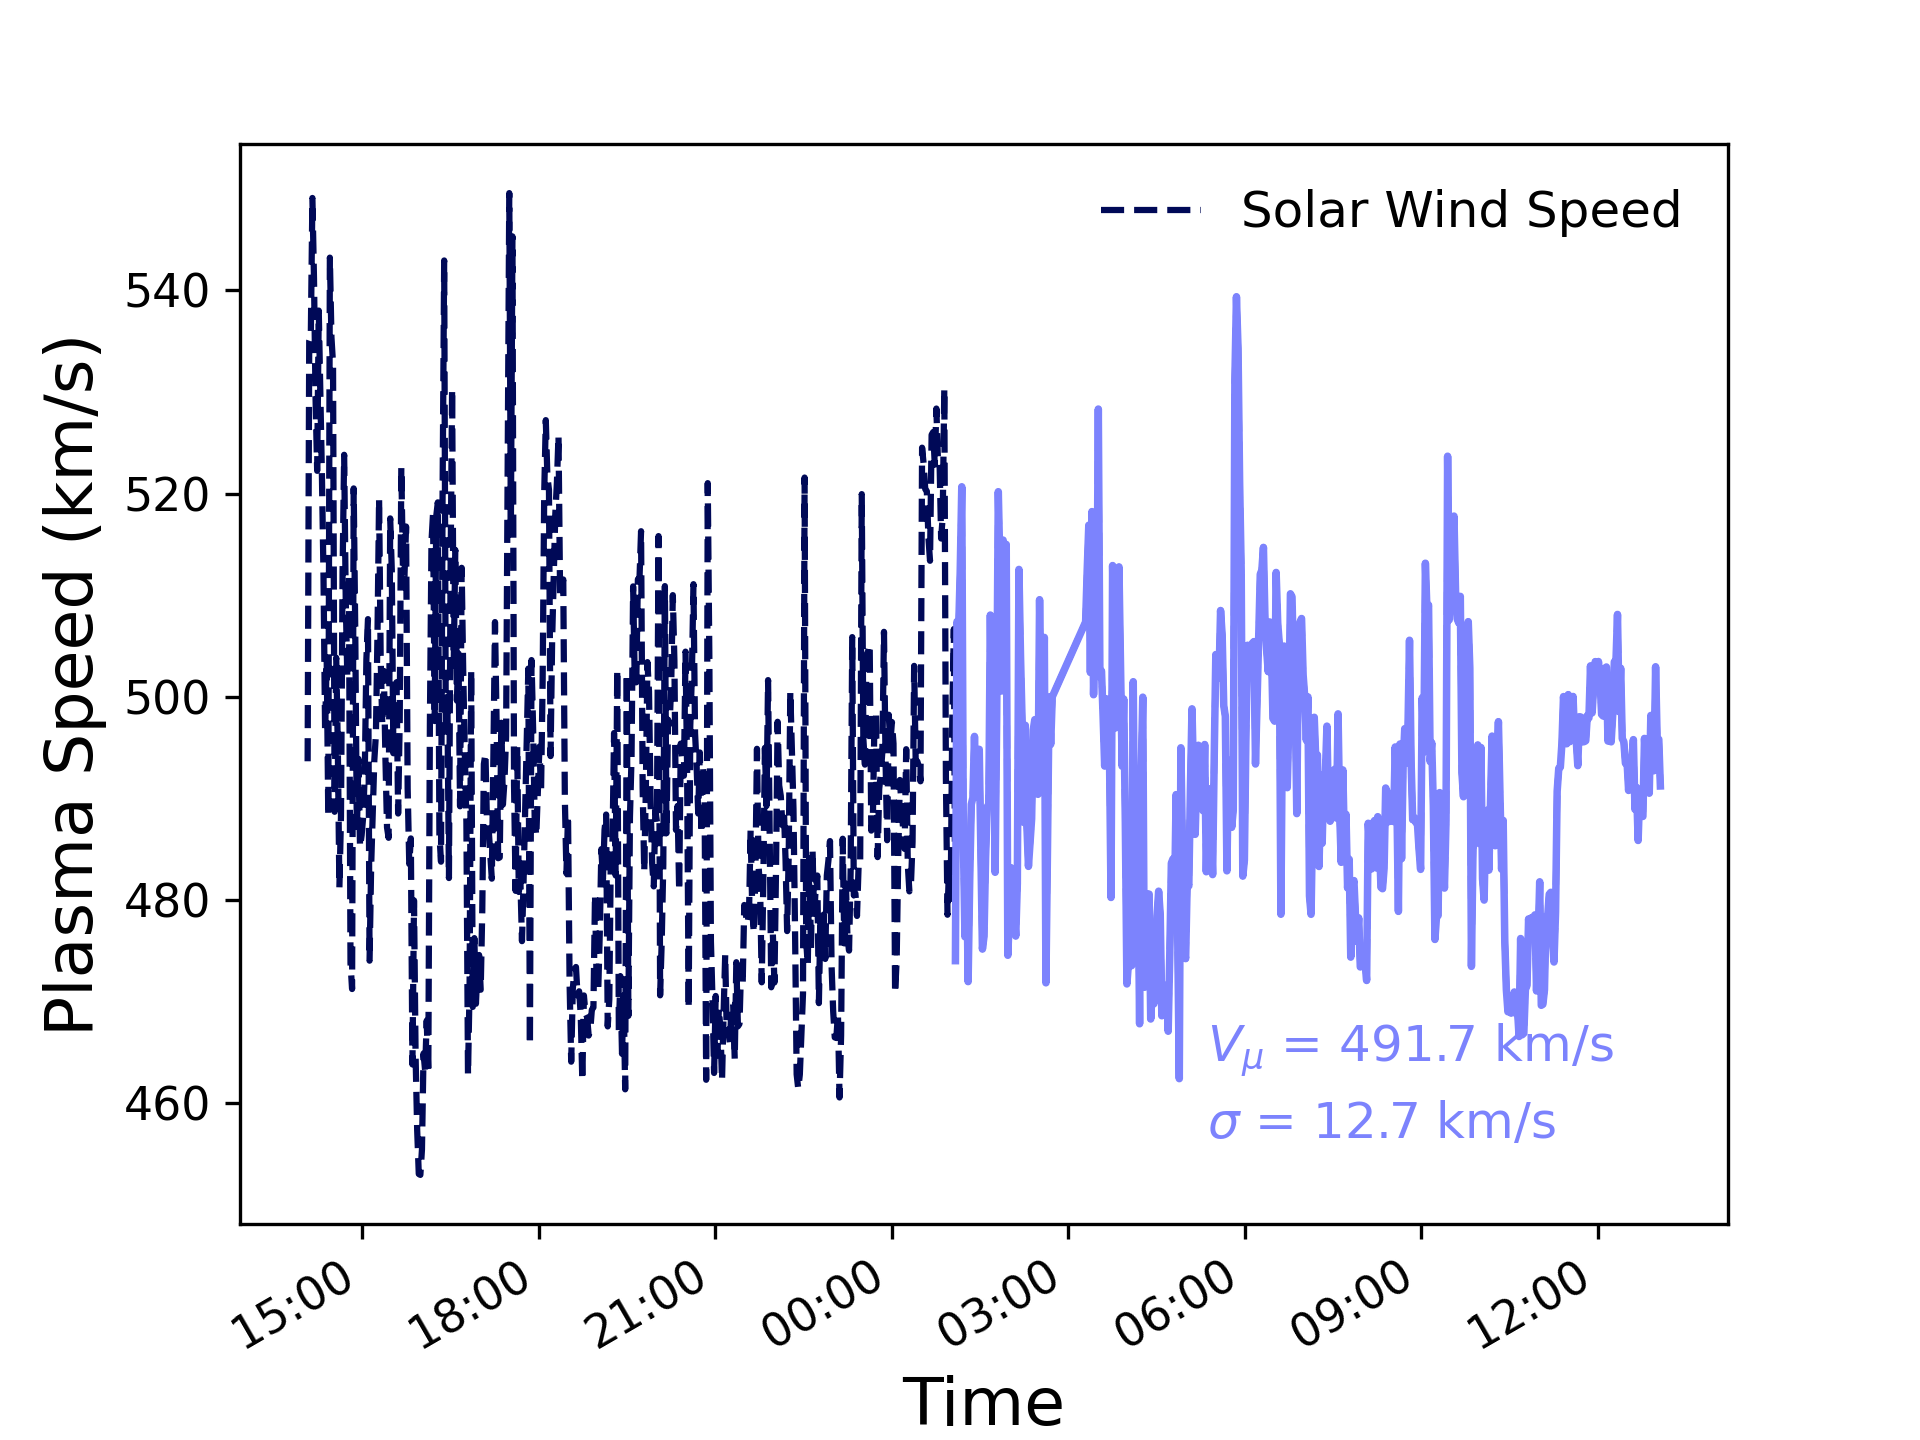 Solar Wind Speed
Plasma Speed (km/s)
540
520
500
480
460
V_μ = 491.7 km/s
σ = 12.7 km/s
15:00
18:00
21:00
00:00
03:00
06:00
09:00
12:00
Time